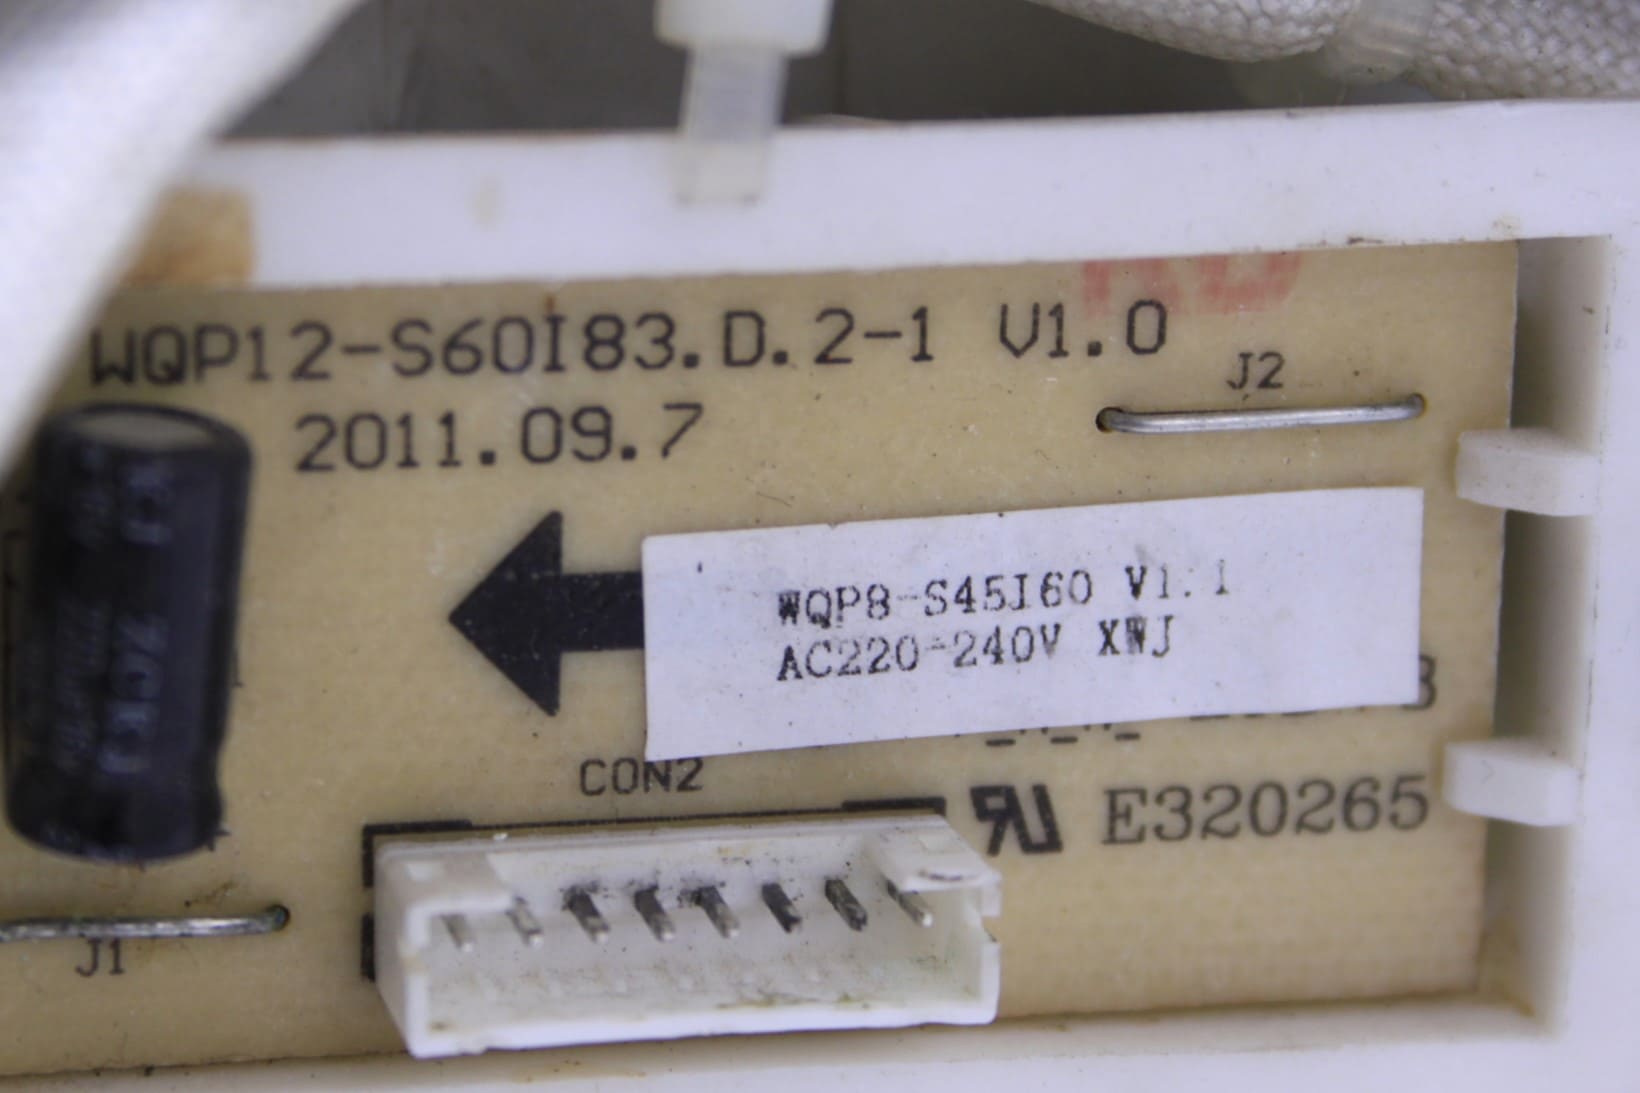 WQP12-S60I83.D.2-1 V1.0
J2
2011.09.7
WQP8-S45I60 V1.1
AC220-240V XWJ
CON2
E320265
J1